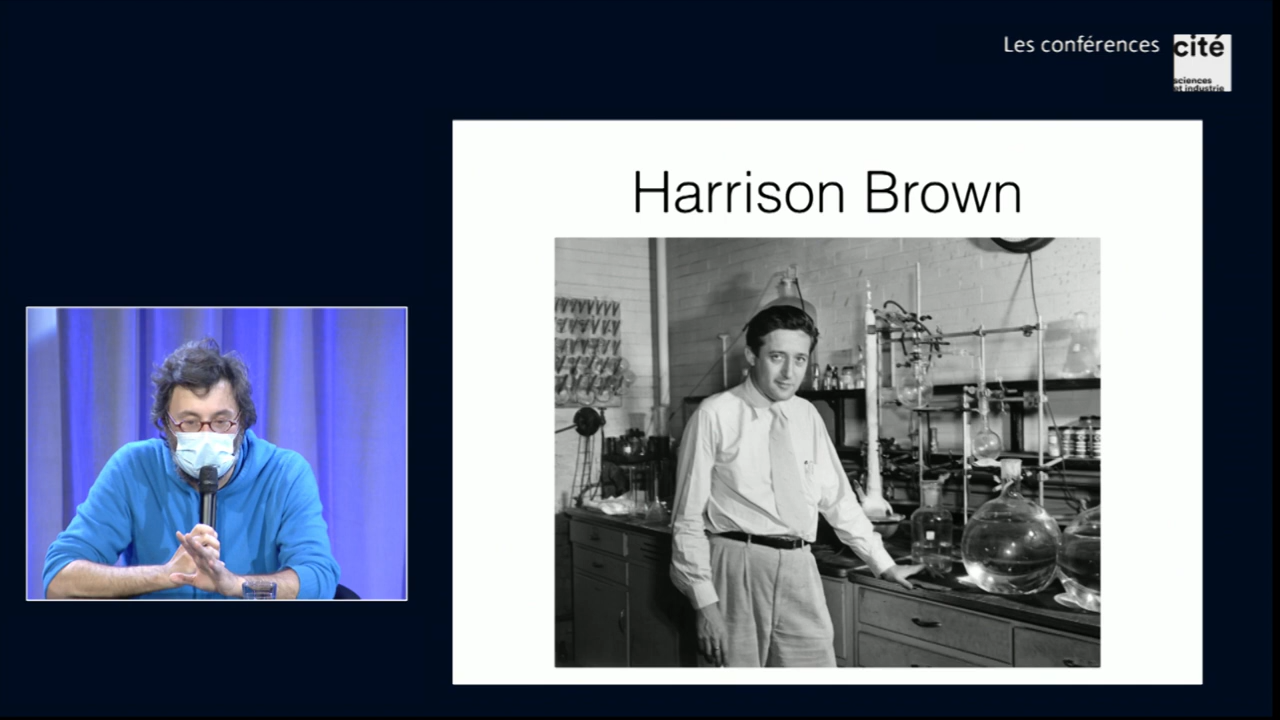 Les conférences
cité
sciences
et industrie
Harrison Brown